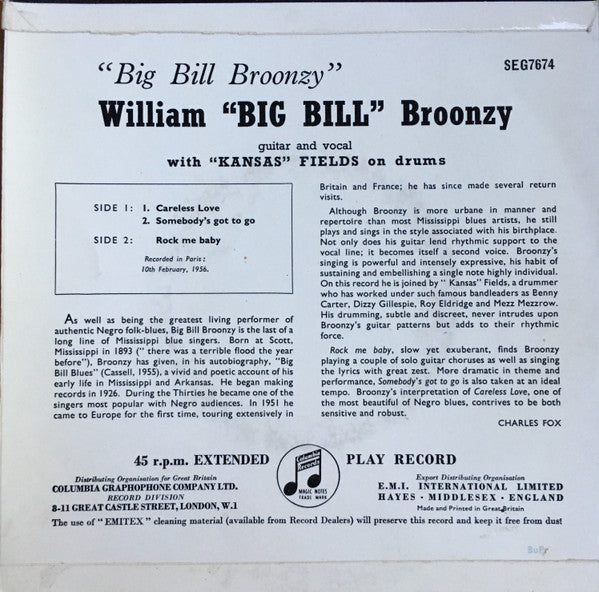 "Big Bill Broonzy"
SEG7674
William "BIG BILL" Broonzy
guitar and vocal
with "KANSAS" FIELDS on drums
SIDE 1: 1. Careless Love
2. Somebody's got to go
SIDE 2: Rock me baby
Recorded in Paris:
10th February, 1956.
As well as being the greatest living performer of
authentic Negro folk-blues, Big Bill Broonzy is the last of a
long line of Mississippi blue singers. Born at Scott,
Mississippi in 1893 ("there was a terrible flood the year
before"). Broonzy has given, in his autobiography, "Big
Bill Blues" (Cassell, 1955), a vivid and poetic account of his
early life in Mississippi and Arkansas. He began making
records in 1926. During the Thirties he became one of the
singers most popular with Negro audiences. In 1951 he
came to Europe for the first time, touring extensively in
Britain and France; he has since made several return
visits.
Although Broonzy is more urbane in manner and
repertoire than most Mississippi blues artists, he still
plays and sings in the style associated with his birthplace.
Not only does his guitar lend rhythmic support to the
vocal line; it becomes itself a second voice. Broonzy's
singing is powerful and intensely expressive, his habit of
sustaining and embellishing a single note highly individual.
On this record he is joined by "Kansas" Fields, a drummer
who has worked under such famous bandleaders as Benny
Carter, Dizzy Gillespie, Roy Eldridge and Mezz Mezzrow.
His drumming, subtle and discreet, never intrudes upon
Broonzy's guitar patterns but adds to their rhythmic
force.
Rock me baby, slow yet exuberant, finds Broonzy
playing a couple of solo guitar choruses as well as singing
the lyrics with great zest. More dramatic in theme and
performance, Somebody's got to go is also taken at an ideal
tempo. Broonzy's interpretation of Careless Love, one of
the most beautiful of Negro blues, contrives to be both
sensitive and robust.
CHARLES FOX
45 r.p.m. EXTENDED PLAY RECORD
Columbia
Records
MAGIC NOTES
TRADE MARK
Distributing Organisation for
COLUMBIA GRAPHOPHONE COMPANY LTD.
RECORD DIVISION
8-11 GREAT CASTLE STREET, LONDON, W.1
Export Distributing Organisation
E.M.I. INTERNATIONAL LIMITED
HAYES · MIDDLESEX · ENGLAND
Made and Printed in Great Britain
The use of "EMITEX" cleaning material (available from Record Dealers) will preserve this record and keep it free from dust